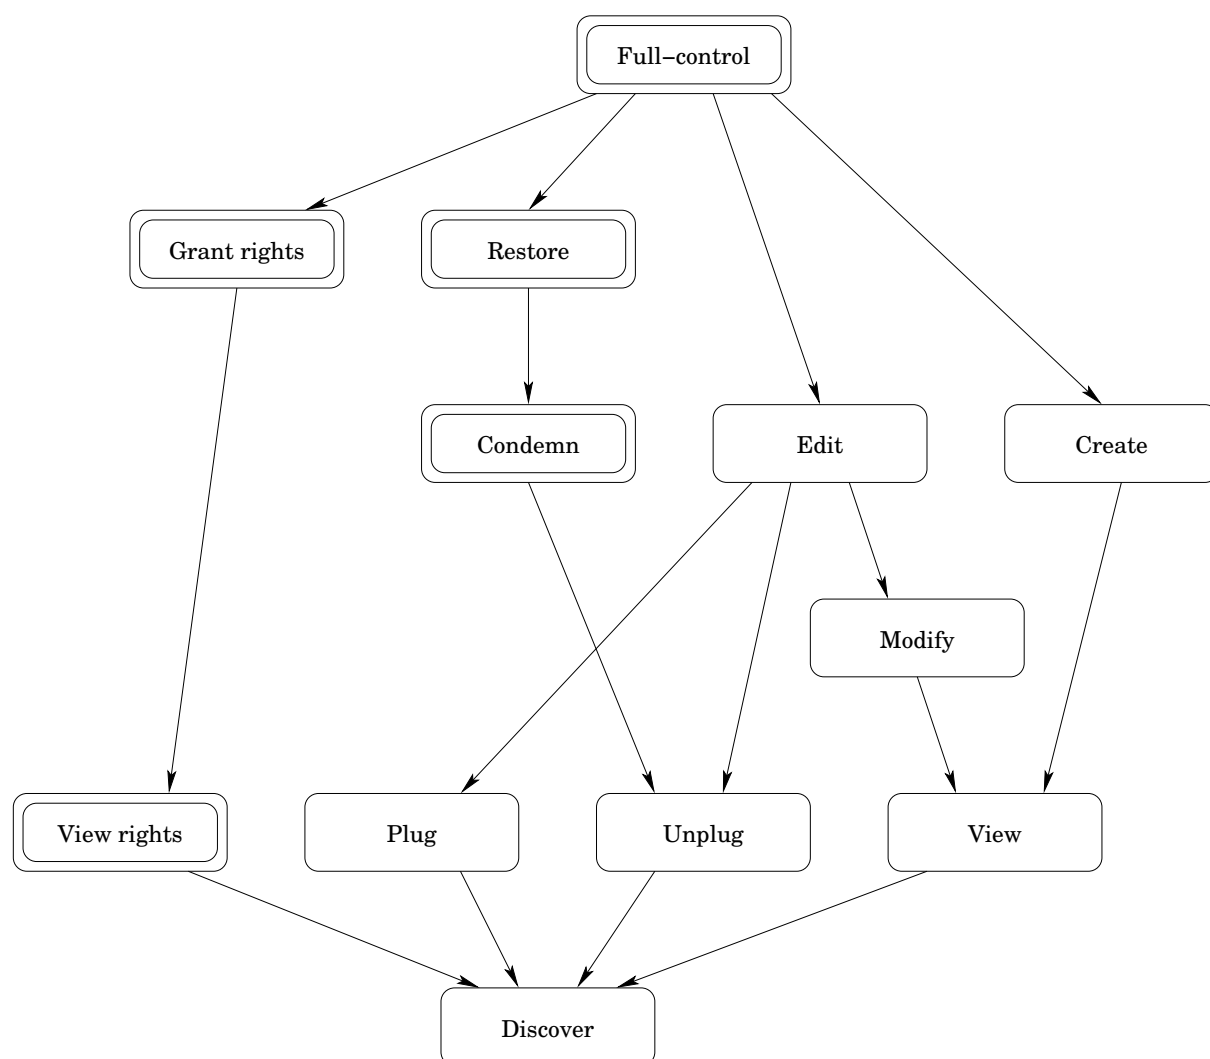 Full–control
Grant rights
Restore
Condemn
Edit
Create
Modify
View rights
Plug
Unplug
View
Discover